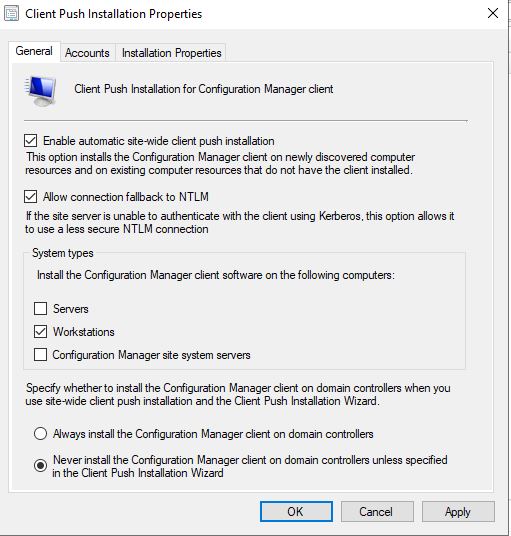 Client Push Installation Properties
General Accounts Installation Properties
Client Push Installation for Configuration Manager client
Enable automatic site-wide client push installation
This option installs the Configuration Manager client on newly discovered computer
resources and on existing computer resources that do not have the client installed.
Allow connection fallback to NTLM
If the site server is unable to authenticate with the client using Kerberos, this option allows it
to use a less secure NTLM connection
System types
Install the Configuration Manager client software on the following computers:
Servers
Workstations
Configuration Manager site system servers
Specify whether to install the Configuration Manager client on domain controllers when you
use site-wide client push installation and the Client Push Installation Wizard.
Always install the Configuration Manager client on domain controllers
Never install the Configuration Manager client on domain controllers unless specified
in the Client Push Installation Wizard
OK Cancel Apply